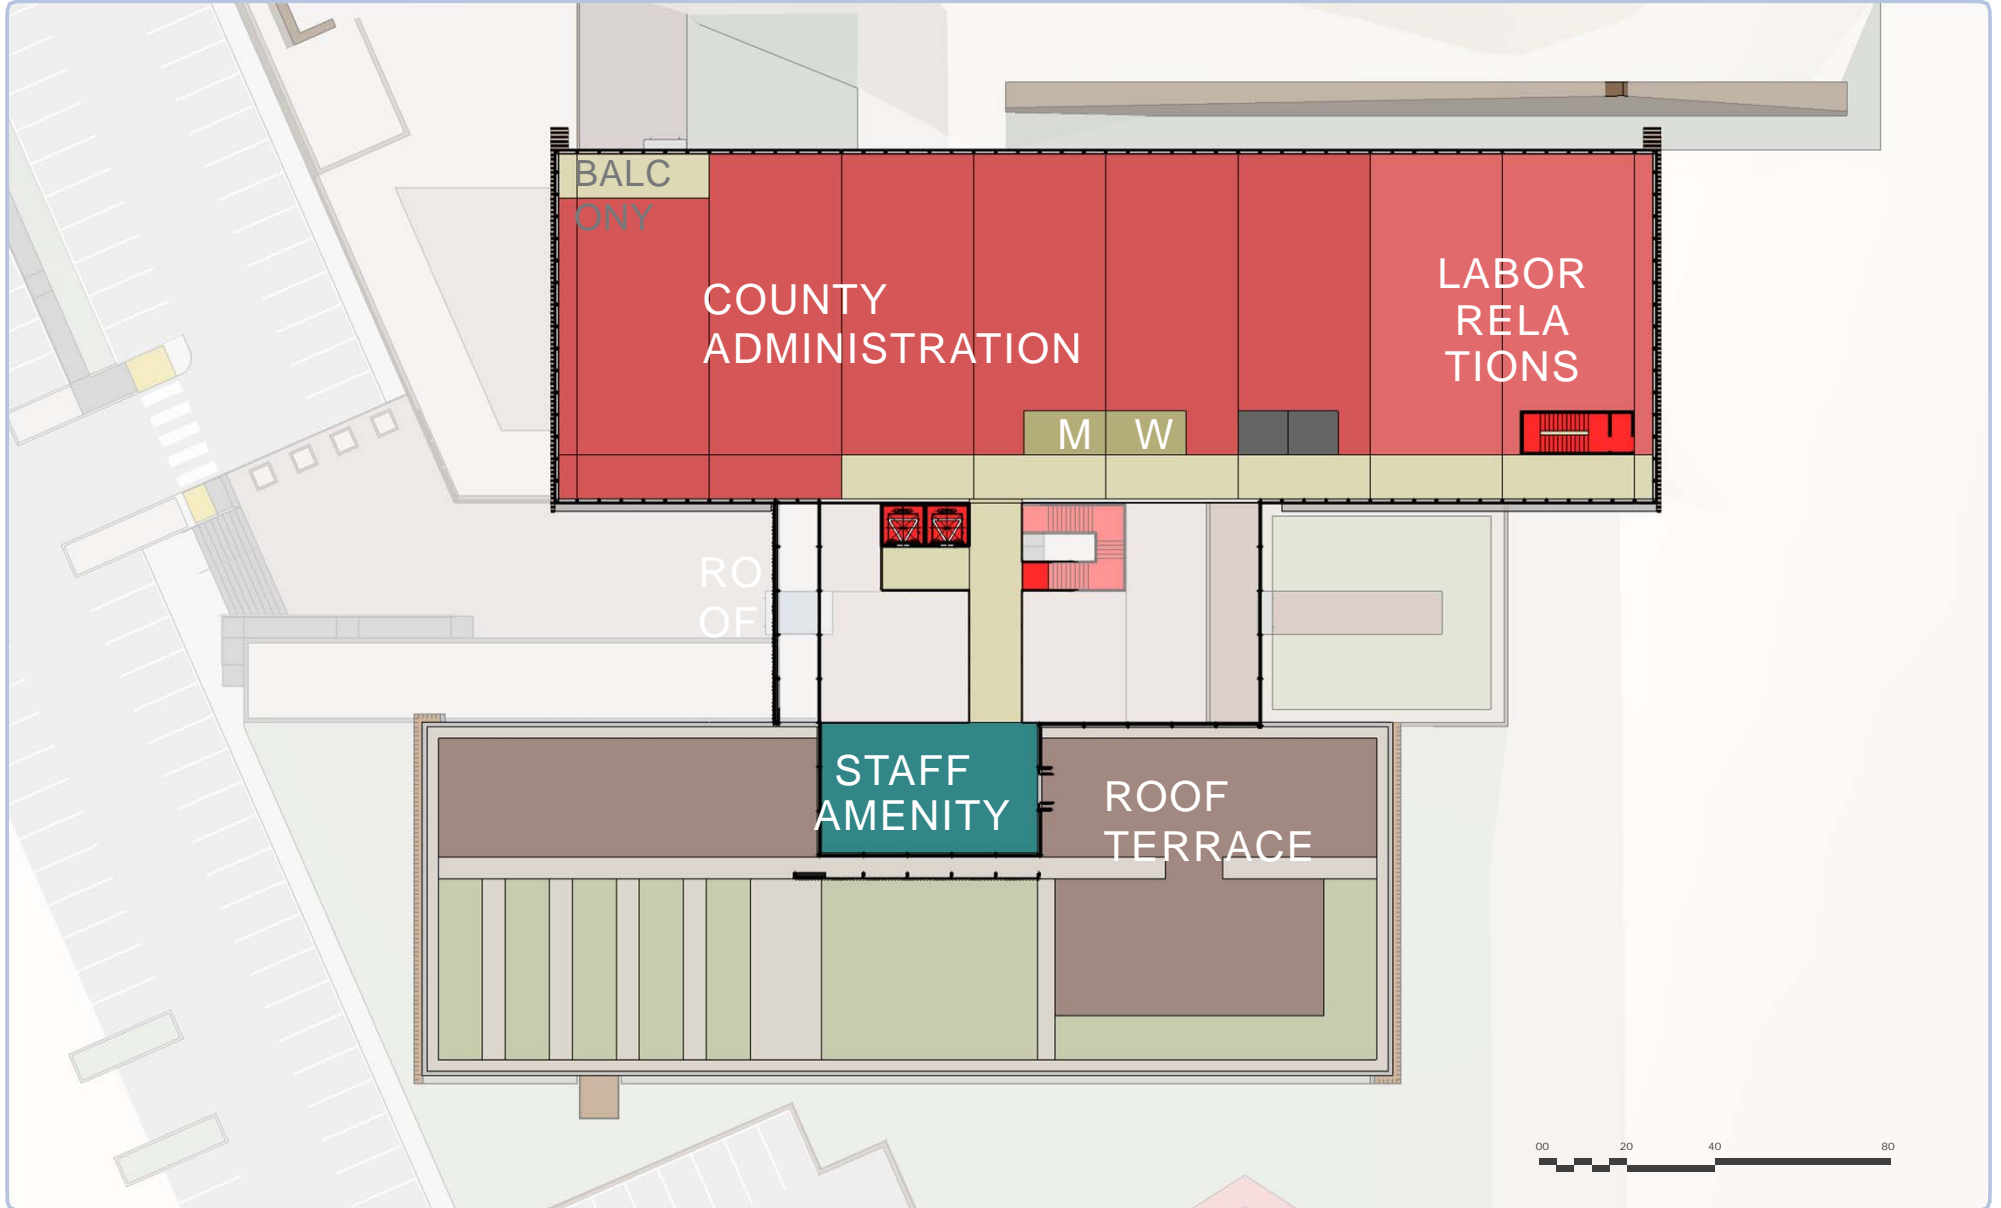 BALC
ONY
COUNTY
ADMINISTRATION
LABOR
RELA
TIONS
M W
RO
OF
STAFF
AMENITY
ROOF
TERRACE
00 20 40 80